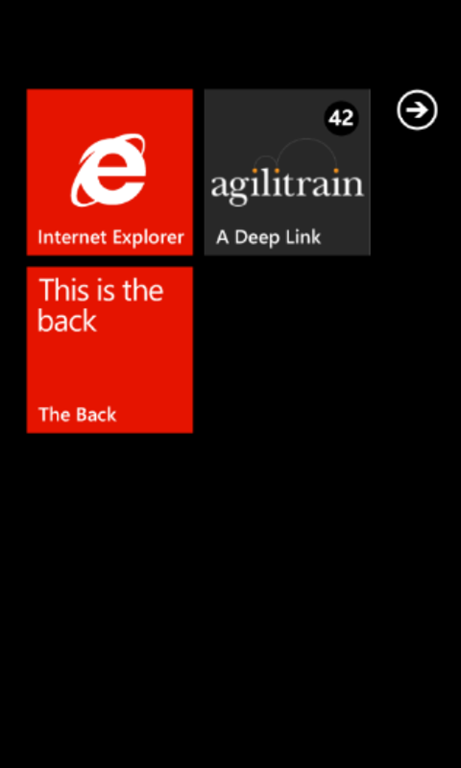 Internet Explorer
42
agilitrain
A Deep Link
This is the
back
The Back